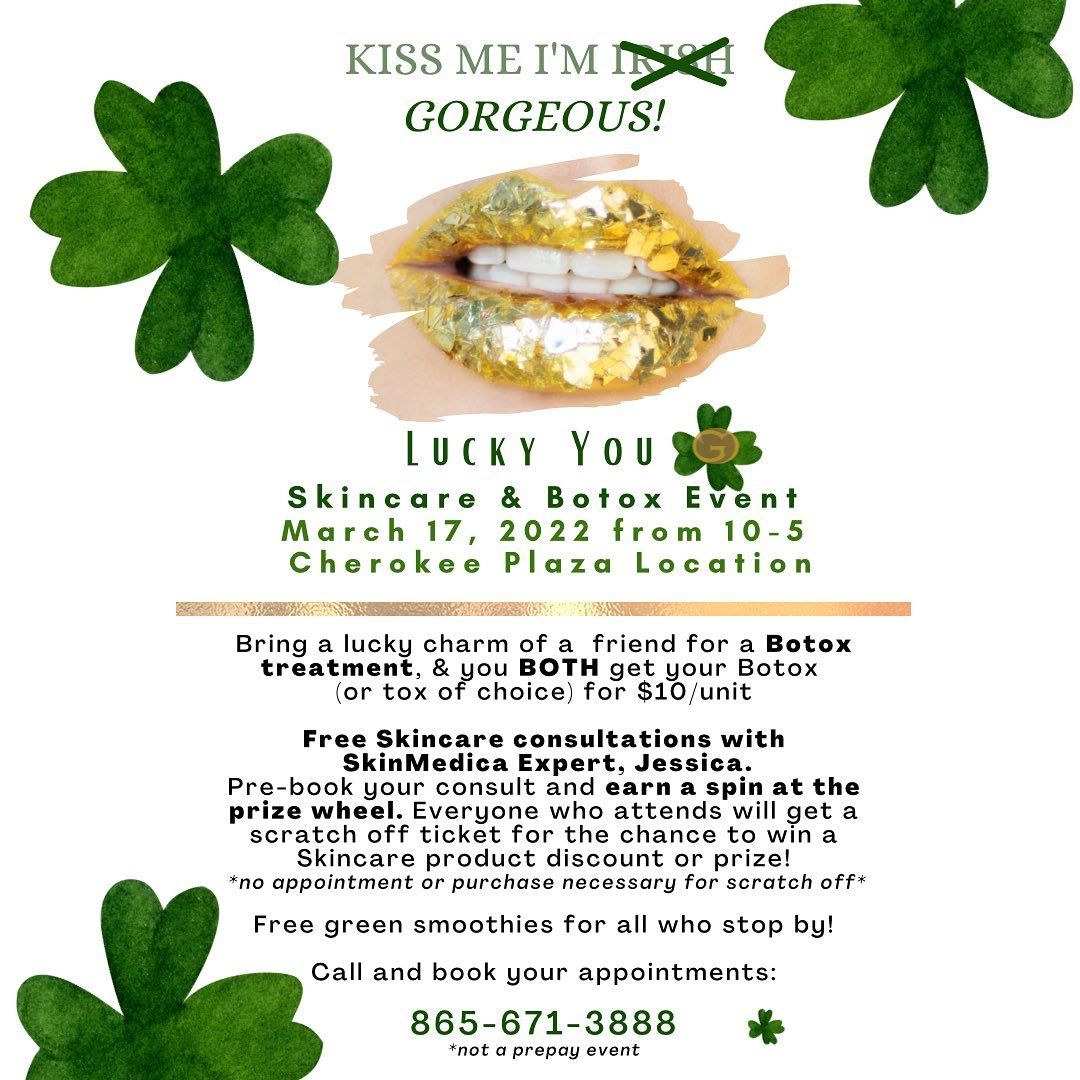 KISS ME I'M IRISH
GORGEOUS!
LUCKY YOU G
Skincare & Botox Event
March 17, 2022 from 10-5
Cherokee Plaza Location
Bring a lucky charm of a friend for a Botox
treatment, & you BOTH get your Botox
(or tox of choice) for $10/unit
Free Skincare consultations with
SkinMedica Expert, Jessica.
Pre-book your consult and earn a spin at the
prize wheel. Everyone who attends will get a
scratch off ticket for the chance to win a
Skincare product discount or prize!
*no appointment or purchase necessary for scratch off*
Free green smoothies for all who stop by!
Call and book your appointments:
865-671-3888
*not a prepay event